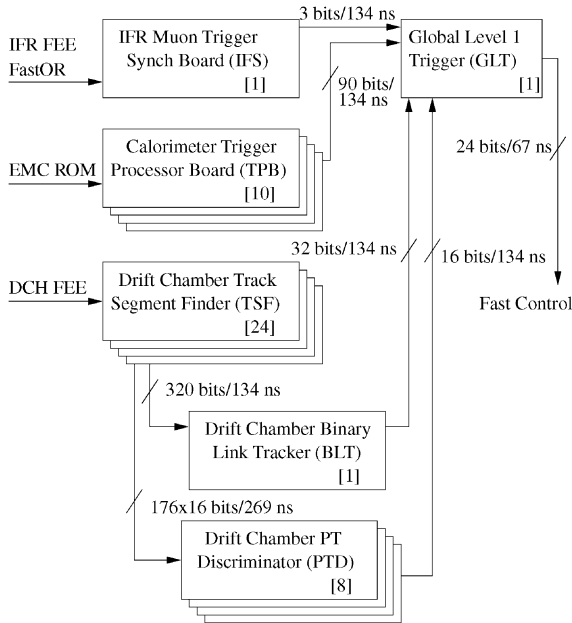 3 bits/134 ns
IFR FEE
FastOR
IFR Muon Trigger
Synch Board (IFS)
[1]
Global Level 1
Trigger (GLT)
[1]
90 bits/
134 ns
Calorimeter Trigger
Processor Board (TPB)
[10]
EMC ROM
24 bits/67 ns
32 bits/134 ns
16 bits/134 ns
DCH FEE
Drift Chamber Track
Segment Finder (TSF)
[24]
Fast Control
320 bits/134 ns
Drift Chamber Binary
Link Tracker (BLT)
[1]
176x16 bits/269 ns
Drift Chamber PT
Discriminator (PTD)
[8]